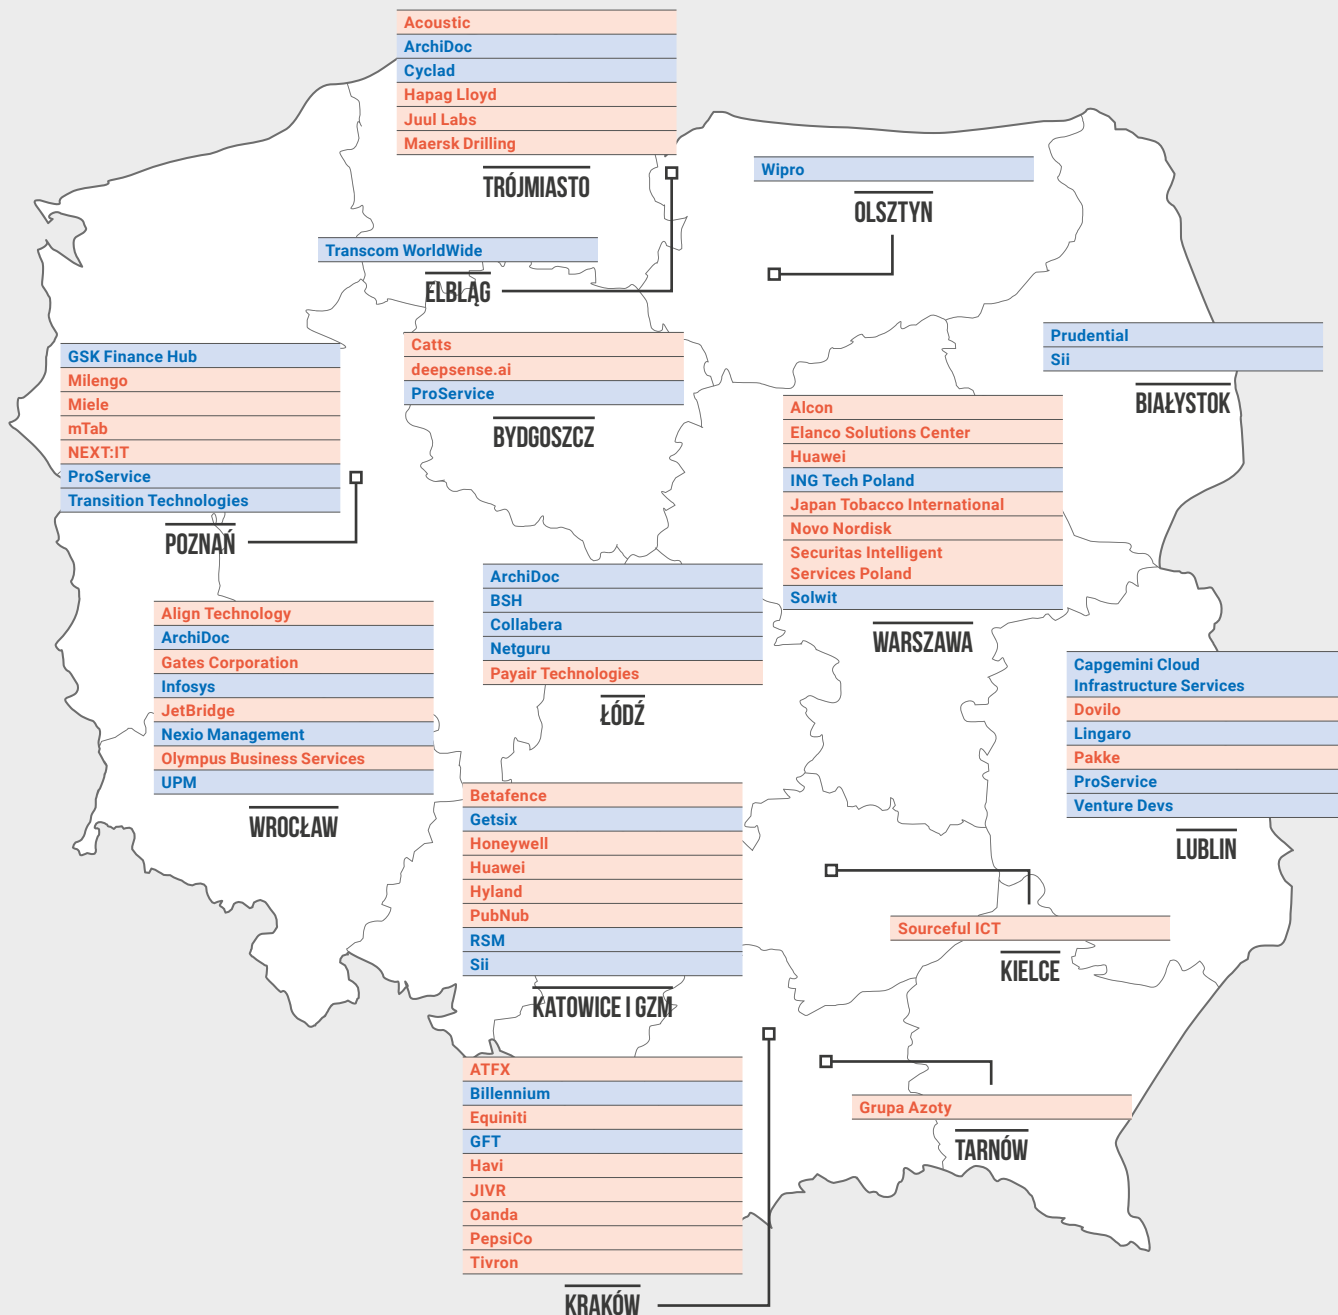 Acoustic
ArchiDoc
Cyclad
Hapag Lloyd
Juul Labs
Maersk Drilling
TRÓJMIASTO
Wipro
OLSZTYN
Transcom WorldWide
ELBLĄG
Prudential
Sii
BIAŁYSTOK
GSK Finance Hub
Milengo
Miele
mTab
NEXT:IT
ProService
Transition Technologies
POZNAŃ
Catts
deepsense.ai
ProService
BYDGOSZCZ
Alcon
Elanco Solutions Center
Huawei
ING Tech Poland
Japan Tobacco International
Novo Nordisk
Securitas Intelligent
Services Poland
Solwit
WARSZAWA
ArchiDoc
BSH
Collabera
Netguru
Payair Technologies
ŁÓDŹ
Align Technology
ArchiDoc
Gates Corporation
Infosys
JetBridge
Nexio Management
Olympus Business Services
UPM
WROCŁAW
Capgemini Cloud
Infrastructure Services
Dovilo
Lingaro
Pakke
ProService
Venture Devs
LUBLIN
Betafence
Getsix
Honeywell
Huawei
Hyland
PubNub
RSM
Sii
KATOWICE I GZM
Sourceful ICT
KIELCE
ATFX
Billennium
Equiniti
GFT
Havi
JIVR
Oanda
PepsiCo
Tivron
KRAKÓW
Grupa Azoty
TARNÓW